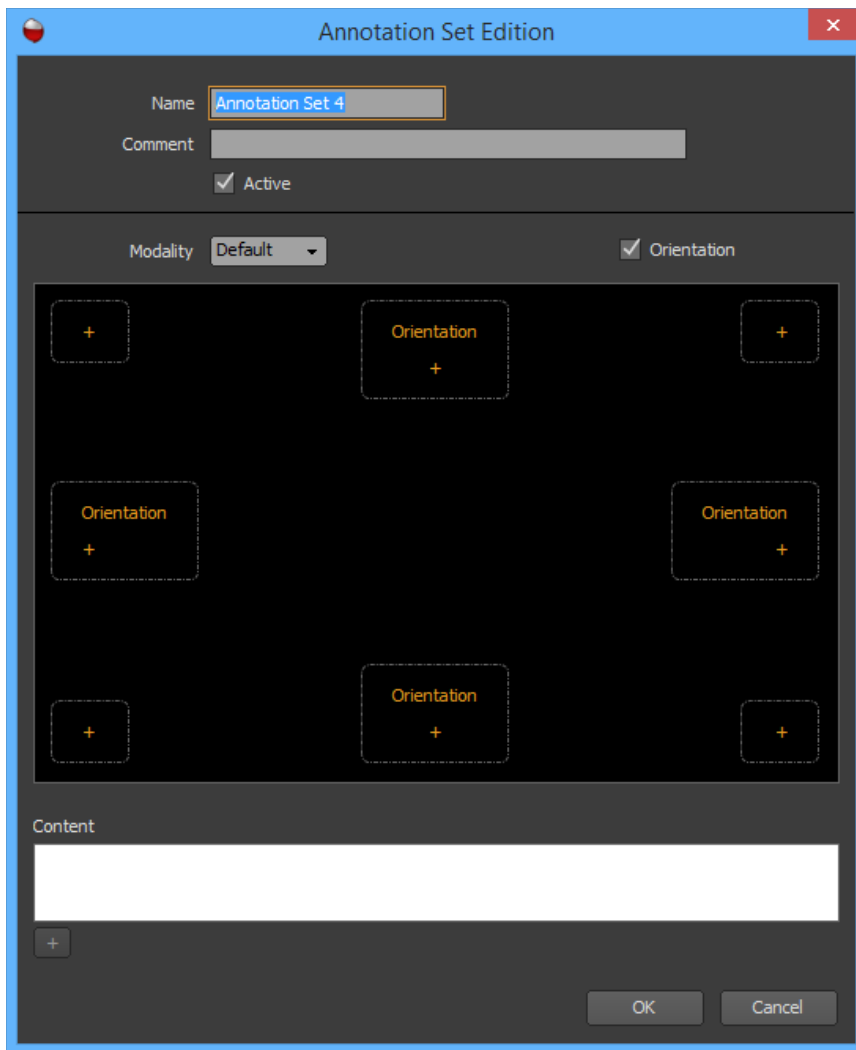 Annotation Set Edition
Name Annotation Set 4
Comment
Active
Modality Default Orientation
+ Orientation +
+
Orientation Orientation
+ +
Orientation
+ + +
Content
+
OK Cancel